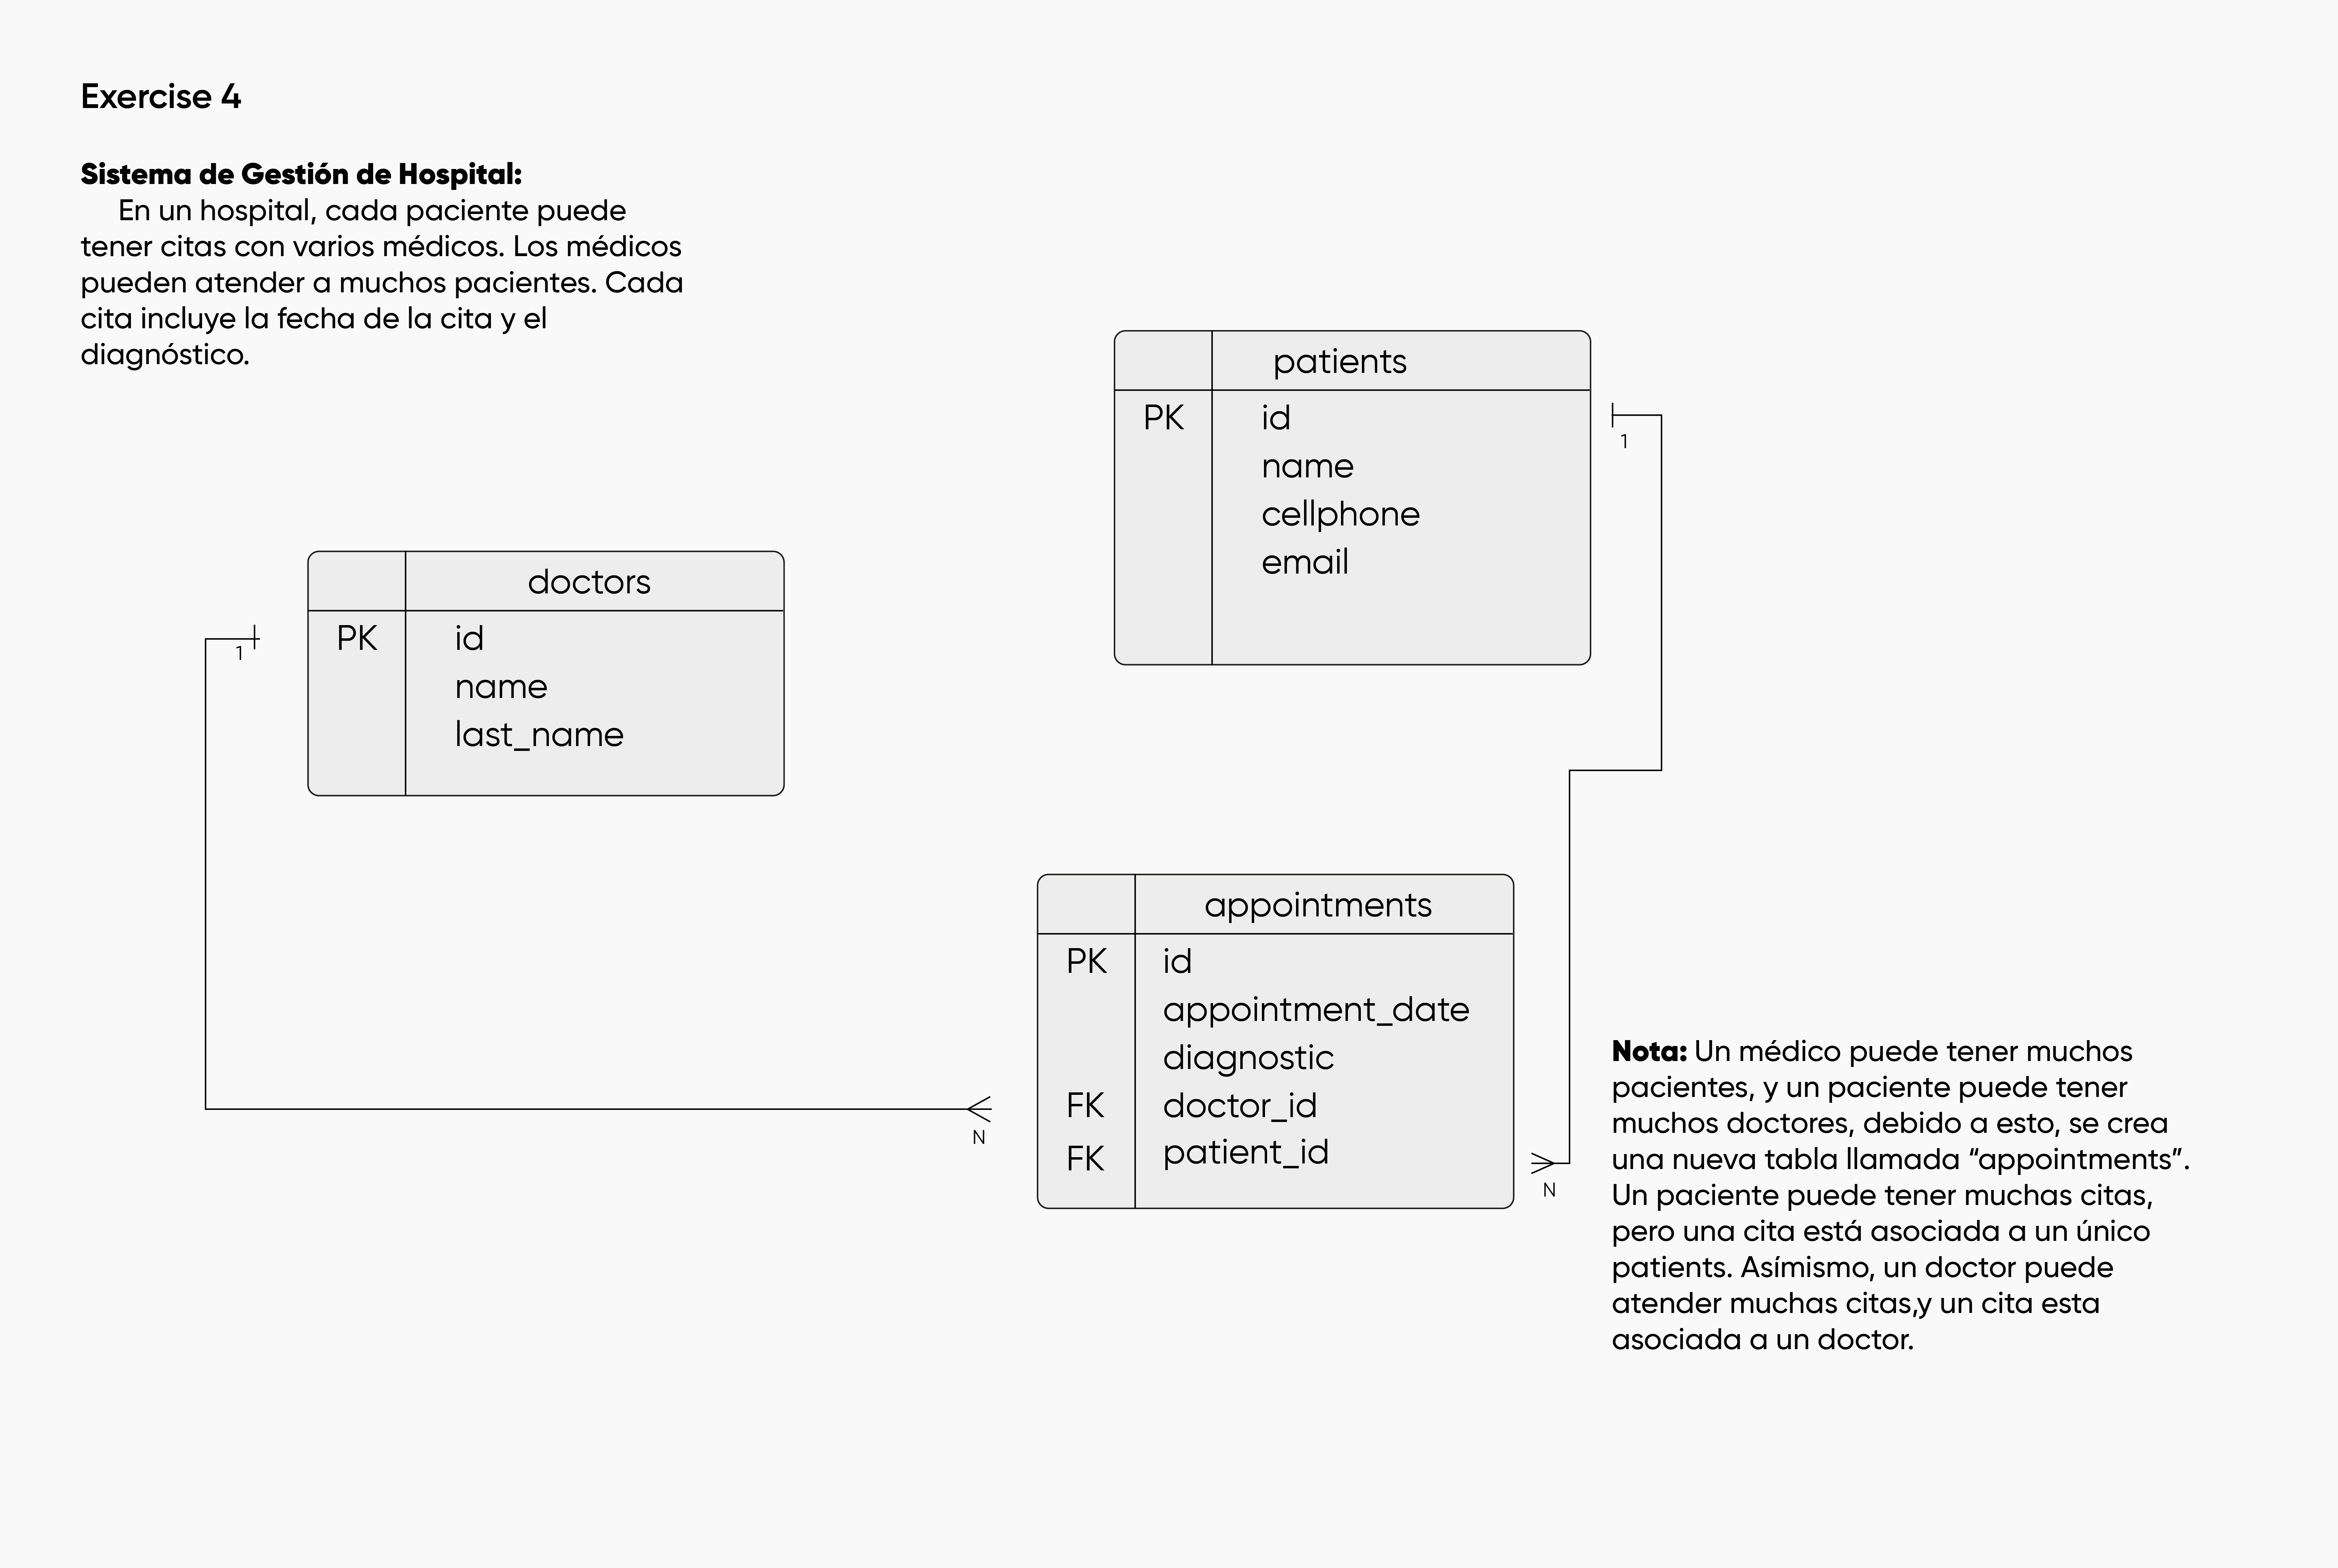 Exercise 4
Sistema de Gestión de Hospital:
En un hospital, cada paciente puede
tener citas con varios médicos. Los médicos
pueden atender a muchos pacientes. Cada
cita incluye la fecha de la cita y el
diagnóstico.
patients
PK id
name
cellphone
email
1
doctors
PK id
name
last_name
1
appointments
PK id
appointment_date
diagnostic
FK doctor_id
FK patient_id
N
N
Nota: Un médico puede tener muchos
pacientes, y un paciente puede tener
muchos doctores, debido a esto, se crea
una nueva tabla llamada “appointments”.
Un paciente puede tener muchas citas,
pero una cita está asociada a un único
patients. Asímismo, un doctor puede
atender muchas citas,y un cita esta
asociada a un doctor.